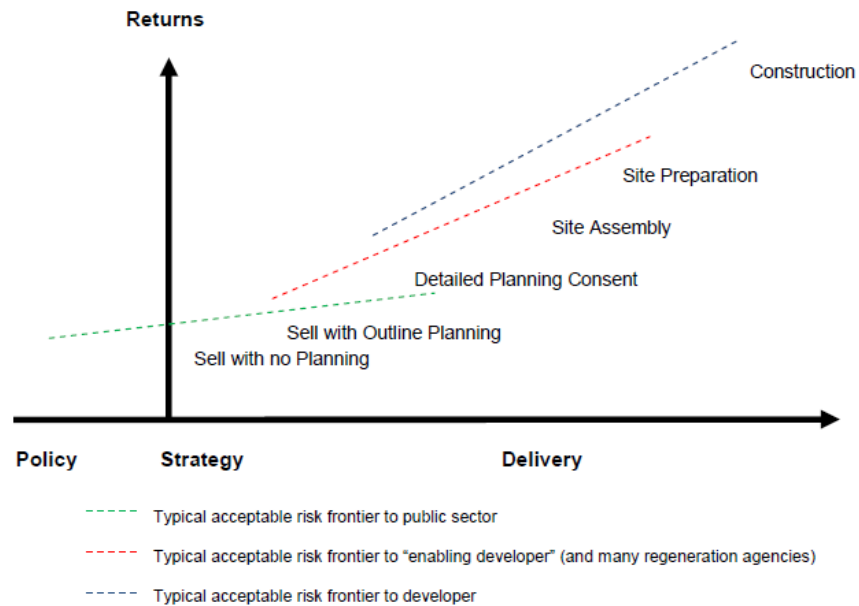 Returns
Construction
Site Preparation
Site Assembly
Detailed Planning Consent
Sell with Outline Planning
Sell with no Planning
Policy
Strategy
Delivery
Typical acceptable risk frontier to public sector
Typical acceptable risk frontier to “enabling developer” (and many regeneration agencies)
Typical acceptable risk frontier to developer